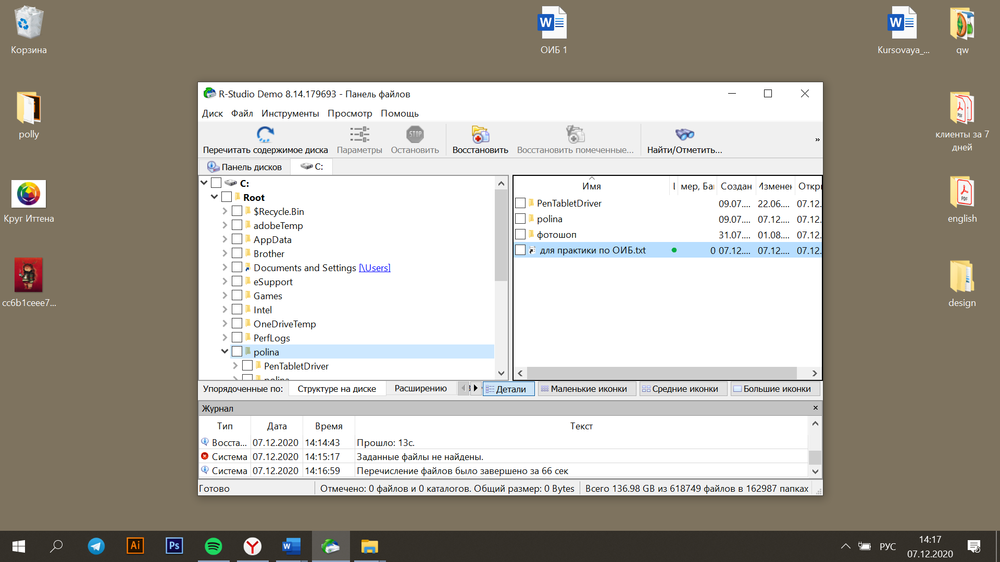 Корзина
ОИБ 1
Kursovaya_...
qw
polly
клиенты за 7
дней
Круг Иттена
english
cc6b1ceee7...
design
R-Studio Demo 8.14.179693 - Панель файлов
Диск Файл Инструменты Просмотр Помощь
STOP
Перечитать содержимое диска Параметры Остановить Восстановить Восстановить помеченные... Найти/Отметить... »
Панель дисков C:
C:
Root
$Recycle.Bin
adobeTemp
AppData
Brother
Documents and Settings [\Users]
eSupport
Games
Intel
OneDriveTemp
PerfLogs
polina
PenTabletDriver
polina
Имя мер, Бай Создан Изменен Откры
PenTabletDriver 09.07.... 22.06.... 07.12.
polina 09.07.... 07.12.... 07.12.
фотошоп 31.07.... 01.08.... 07.12.
для практики по ОИБ.txt 0 07.12.... 07.12.... 07.12.
Упорядоченные по: Структуре на диске Расширению Детали Маленькие иконки Средние иконки Большие иконки
Журнал
Тип Дата Время Текст
Восста... 07.12.2020 14:14:43 Прошло: 13с.
Система 07.12.2020 14:15:17 Заданные файлы не найдены.
Система 07.12.2020 14:16:59 Перечисление файлов было завершено за 66 сек
Готово Отмечено: 0 файлов и 0 каталогов. Общий размер: 0 Bytes Всего 136.98 GB из 618749 файлов в 162987 папках
Ai Ps W РУС 14:17
07.12.2020